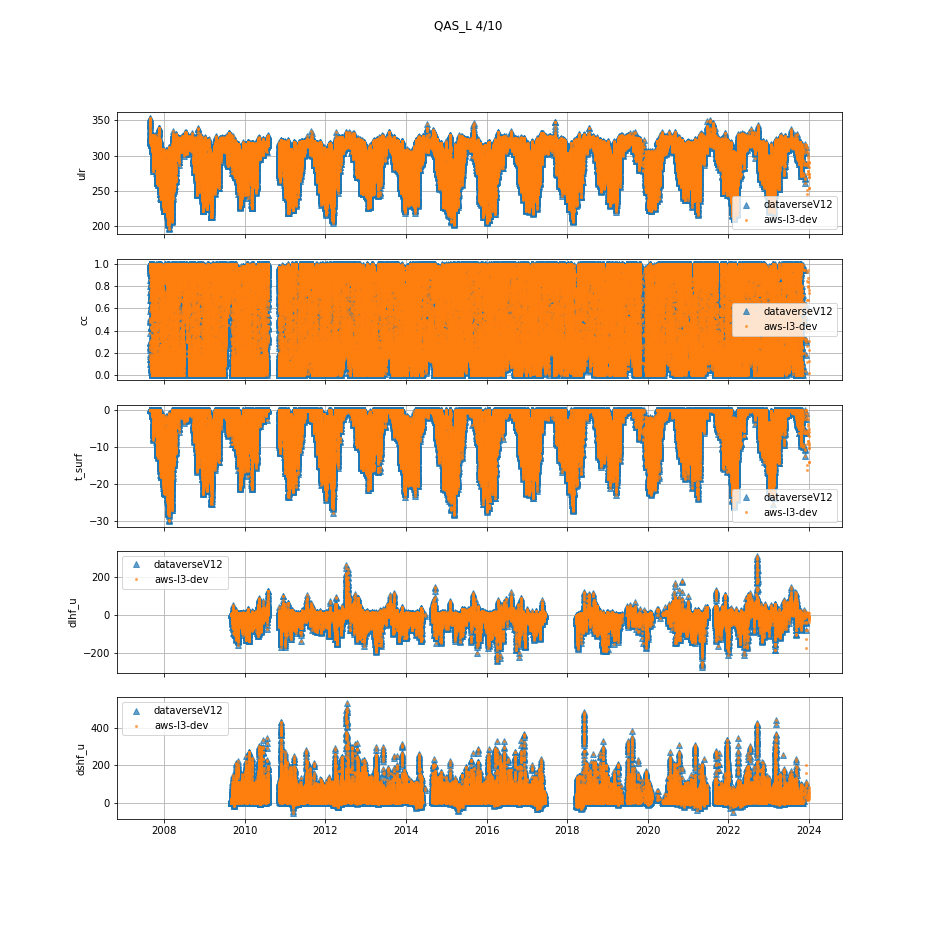 QAS_L 4/10
350
300
250
200
ulr
dataverseV12
aws-l3-dev
1.0
0.8
0.6
0.4
0.2
0.0
cc
dataverseV12
aws-l3-dev
0
−10
−20
−30
t_surf
dataverseV12
aws-l3-dev
200
0
−200
dlhf_u
dataverseV12
aws-l3-dev
400
200
0
dshf_u
dataverseV12
aws-l3-dev
2008 2010 2012 2014 2016 2018 2020 2022 2024